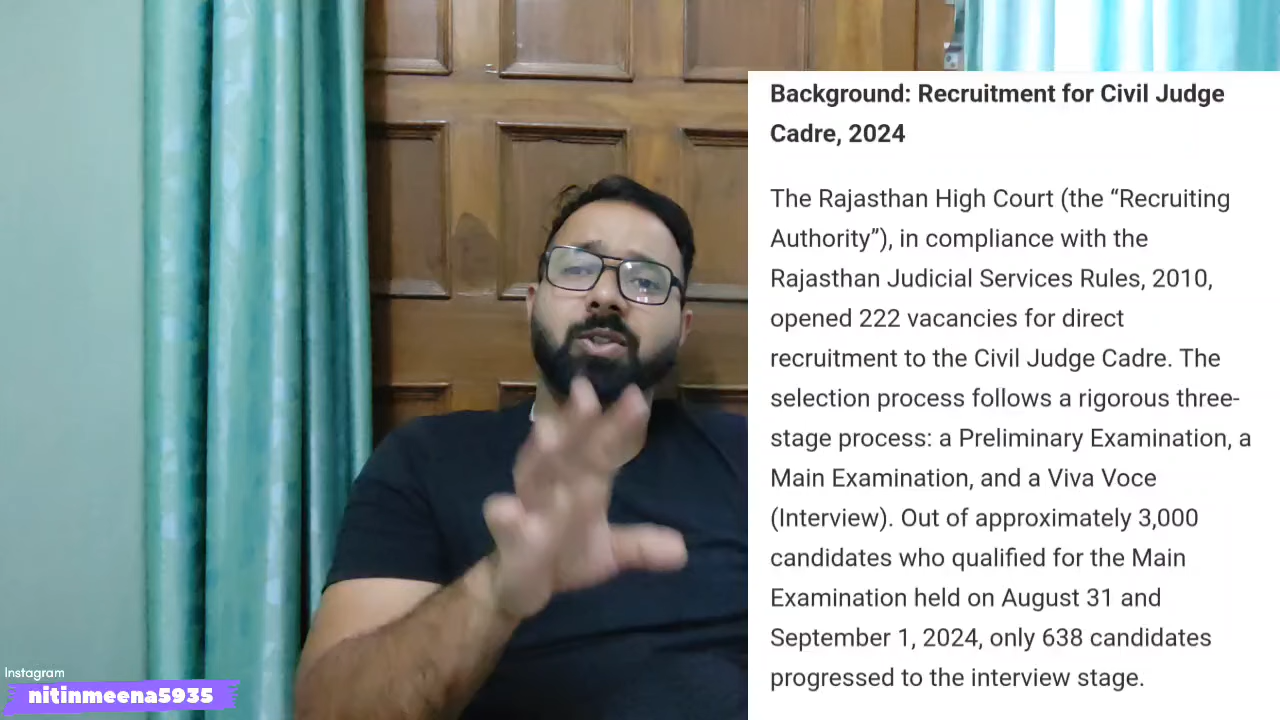 Background: Recruitment for Civil Judge
Cadre, 2024
The Rajasthan High Court (the “Recruiting
Authority”), in compliance with the
Rajasthan Judicial Services Rules, 2010,
opened 222 vacancies for direct
recruitment to the Civil Judge Cadre. The
selection process follows a rigorous three-
stage process: a Preliminary Examination, a
Main Examination, and a Viva Voce
(Interview). Out of approximately 3,000
candidates who qualified for the Main
Examination held on August 31 and
September 1, 2024, only 638 candidates
progressed to the interview stage.
Instagram
nitinmeena5935